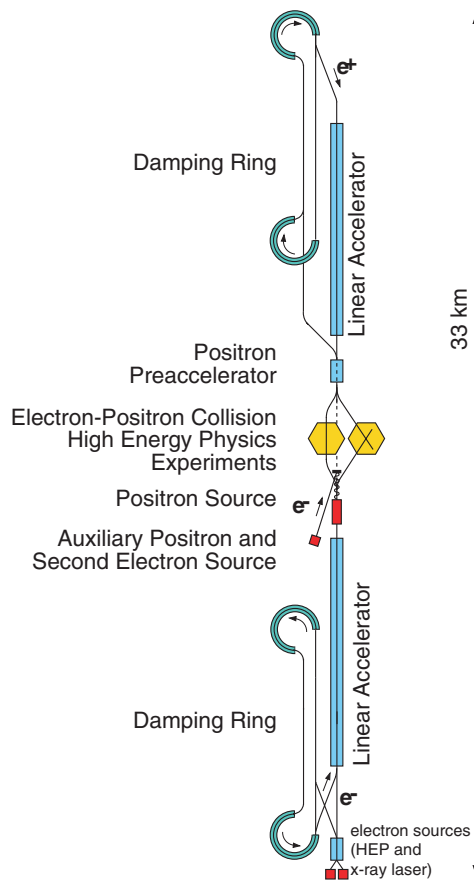 e+
Damping Ring
Linear Accelerator
33 km
Positron
Preaccelerator
Electron-Positron Collision
High Energy Physics
Experiments
Positron Source
e-
Auxiliary Positron and
Second Electron Source
Linear Accelerator
Damping Ring
e-
electron sources
(HEP and
x-ray laser)